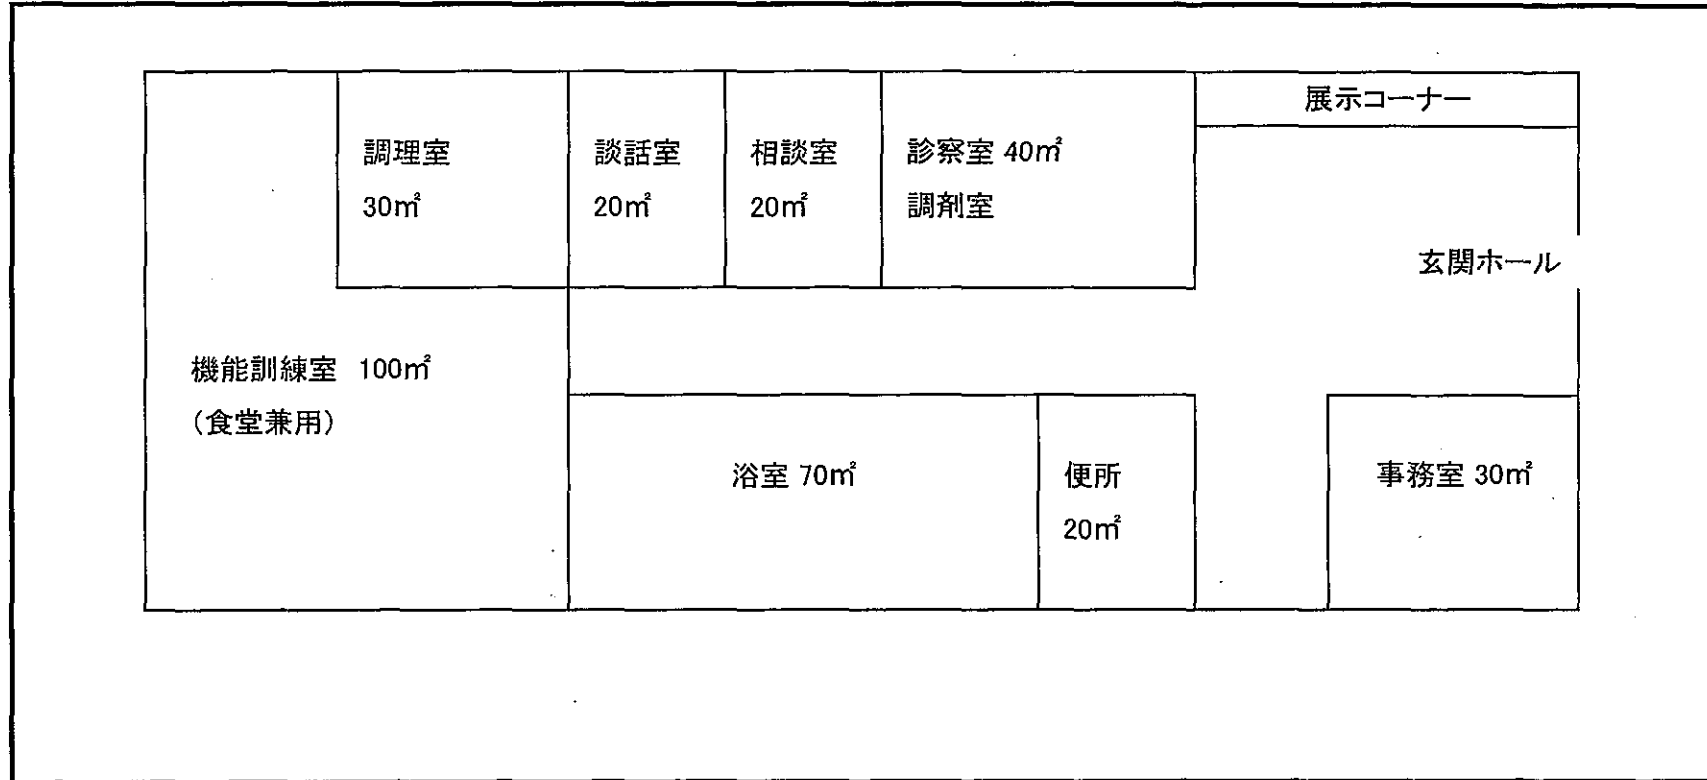 展示コーナー
調理室
30㎡
談話室
20㎡
相談室
20㎡
診察室 40㎡
調剤室
玄関ホール
機能訓練室 100㎡
(食堂兼用)
浴室 70㎡
便所
20㎡
事務室 30㎡